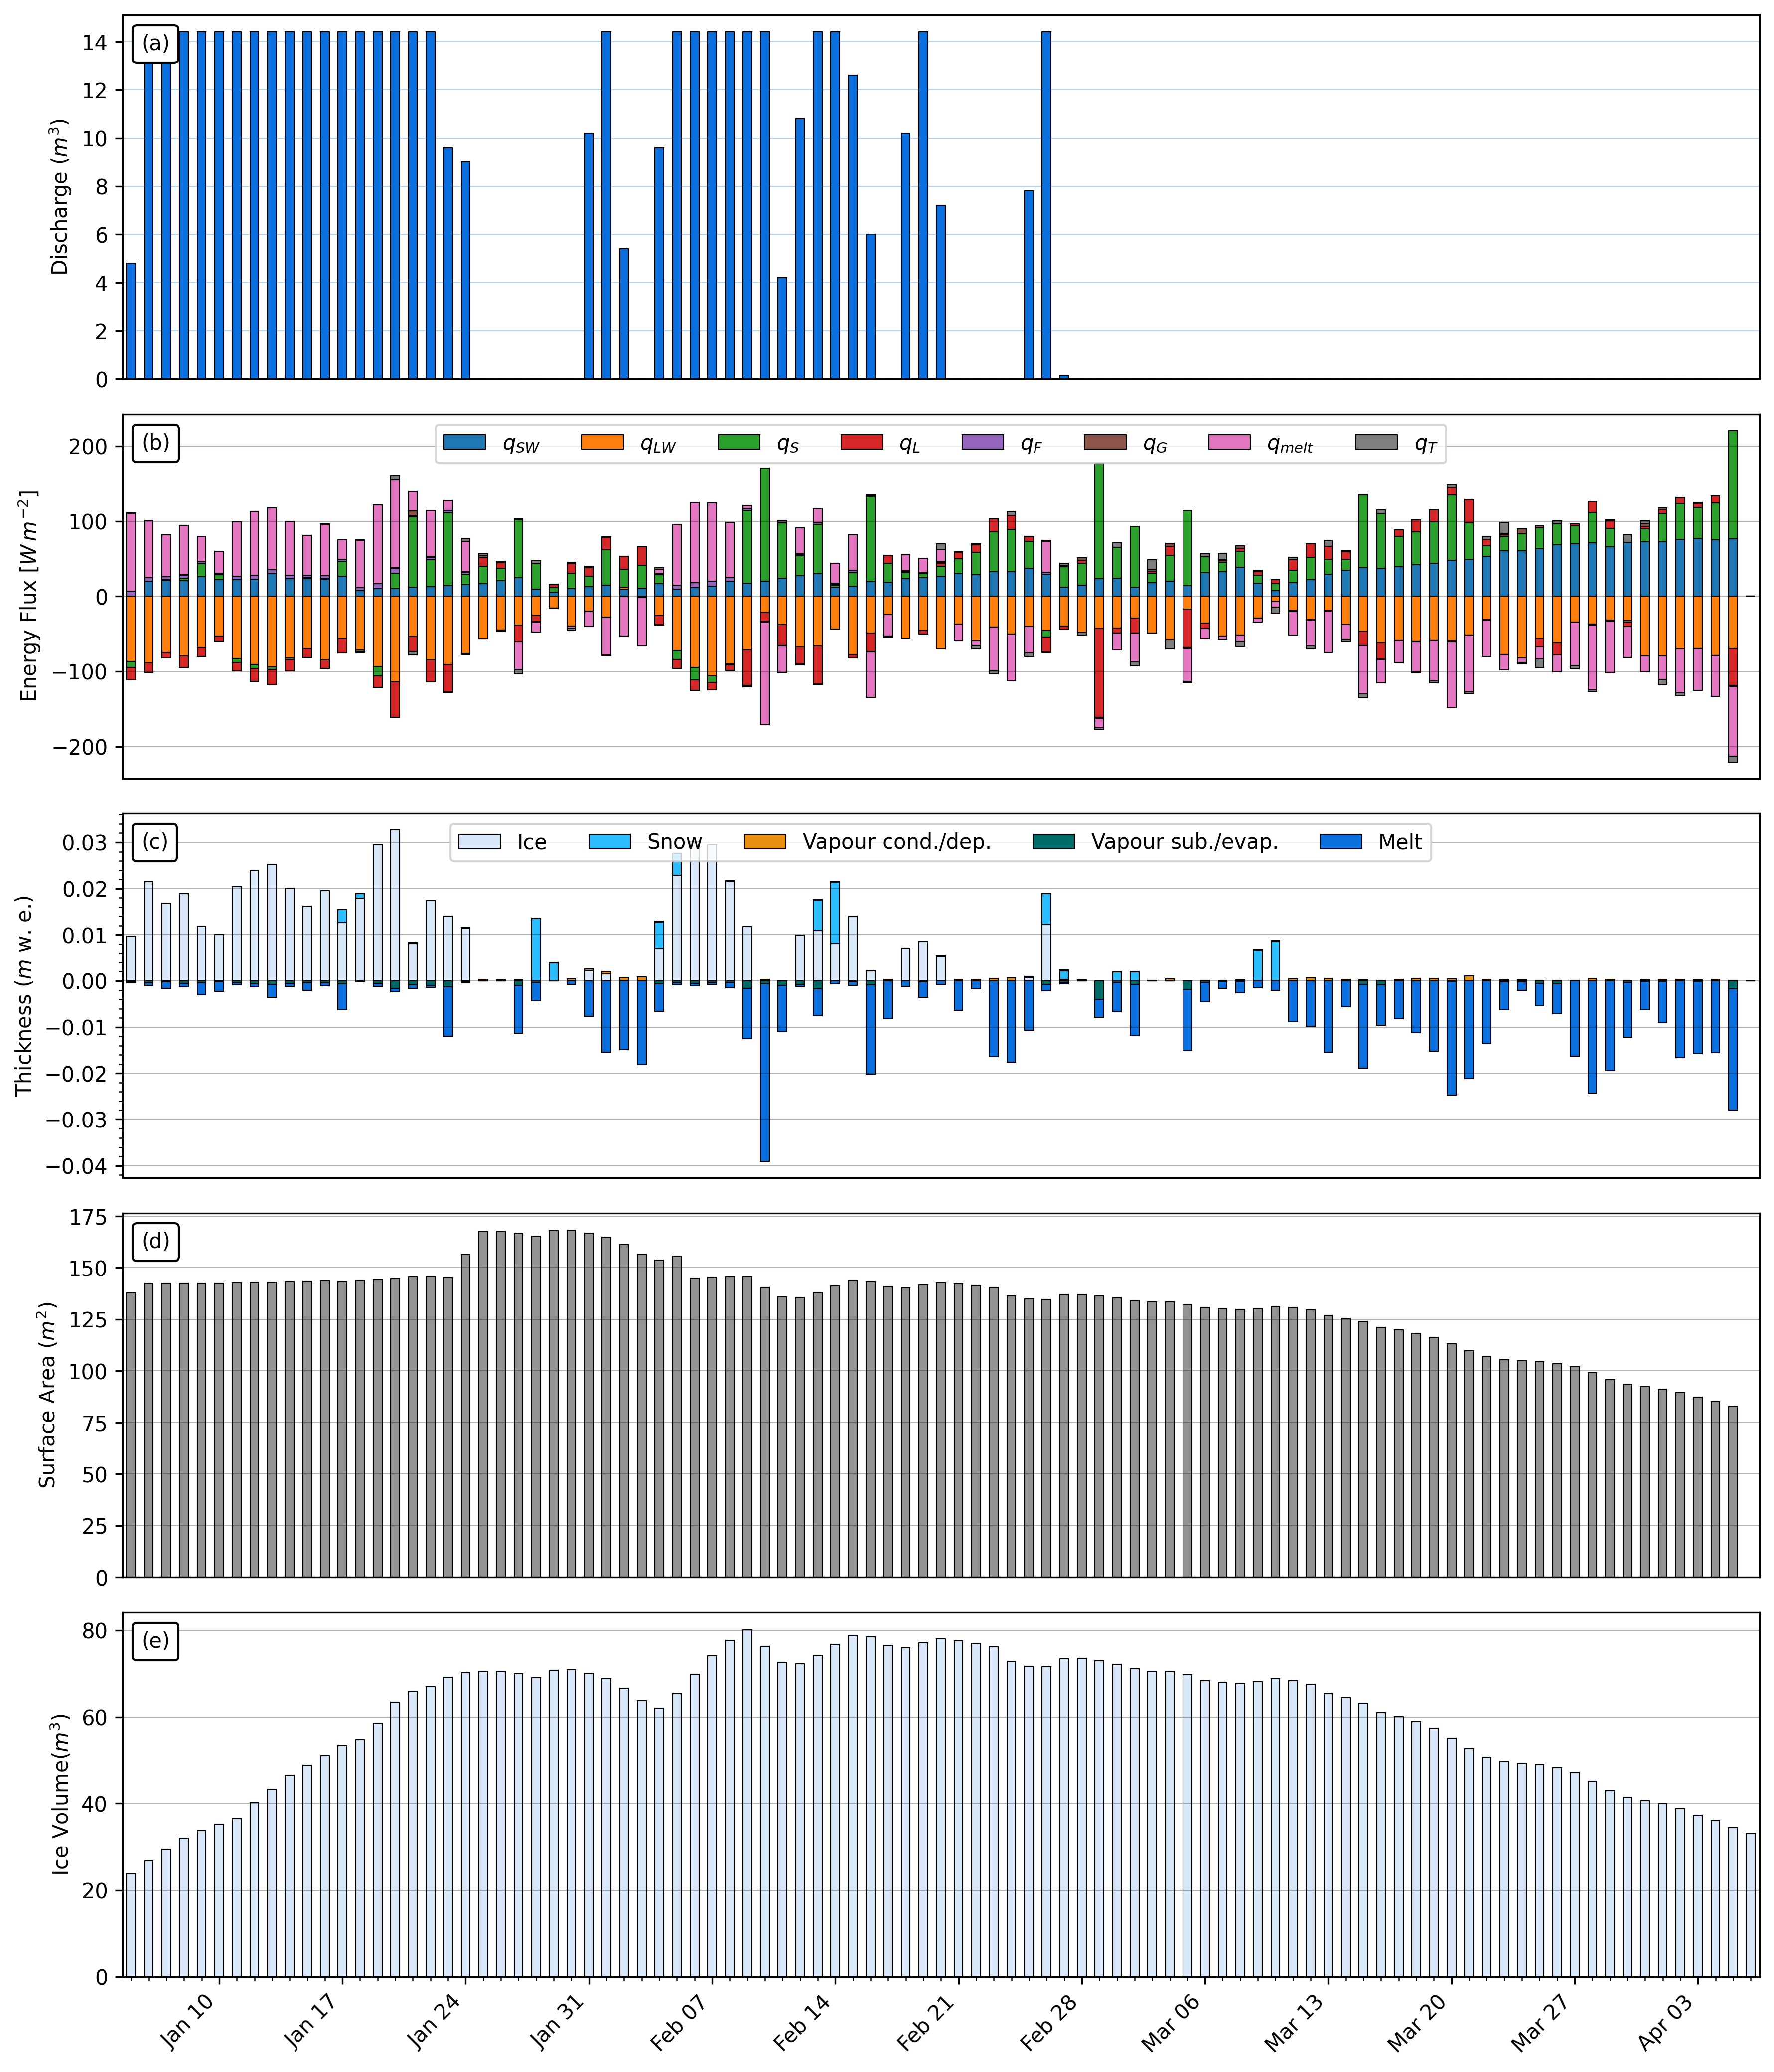 (a)
Discharge (m³)
14
12
10
8
6
4
2
0
(b)
q_SW q_LW q_S q_L q_F q_G q_melt q_T
Energy Flux [W m⁻²]
200
100
0
−100
−200
(c)
Ice Snow Vapour cond./dep. Vapour sub./evap. Melt
Thickness (m w. e.)
0.03
0.02
0.01
0.00
−0.01
−0.02
−0.03
−0.04
(d)
Surface Area (m²)
175
150
125
100
75
50
25
0
(e)
Ice Volume(m³)
80
60
40
20
0
Jan 10 Jan 17 Jan 24 Jan 31 Feb 07 Feb 14 Feb 21 Feb 28 Mar 06 Mar 13 Mar 20 Mar 27 Apr 03